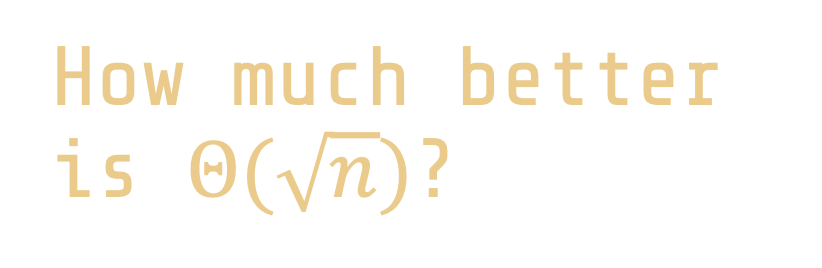 How much better
is Θ(√n)?